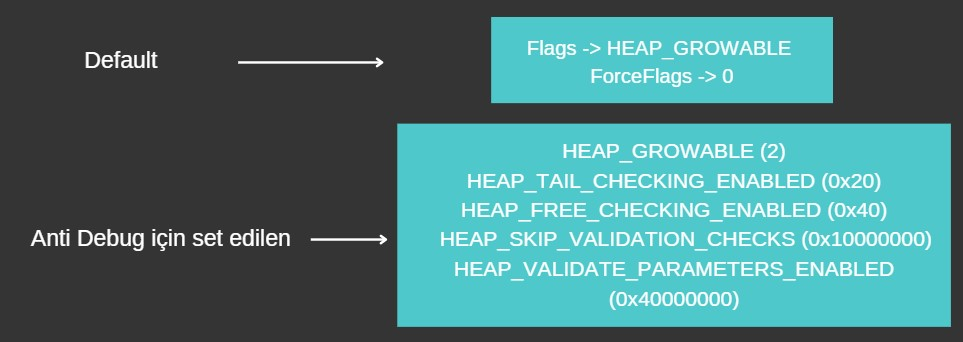 Default
Flags -> HEAP_GROWABLE
ForceFlags -> 0
Anti Debug için set edilen
HEAP_GROWABLE (2)
HEAP_TAIL_CHECKING_ENABLED (0x20)
HEAP_FREE_CHECKING_ENABLED (0x40)
HEAP_SKIP_VALIDATION_CHECKS (0x10000000)
HEAP_VALIDATE_PARAMETERS_ENABLED
(0x40000000)